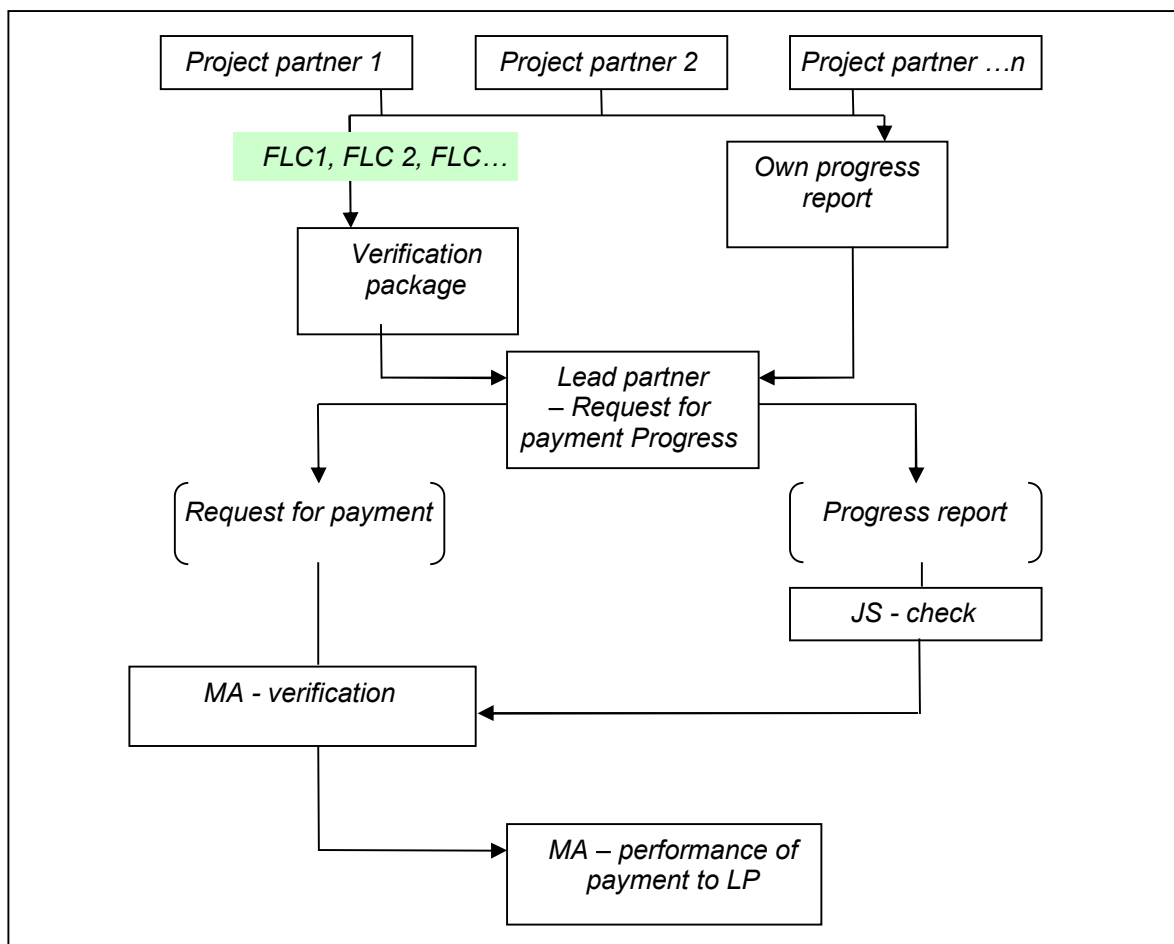 Project partner 1
Project partner 2
Project partner …n
FLC1, FLC 2, FLC…
Own progress
report
Verification
package
Lead partner
– Request for
payment Progress
Request for payment
Progress report
JS - check
MA - verification
MA – performance of
payment to LP